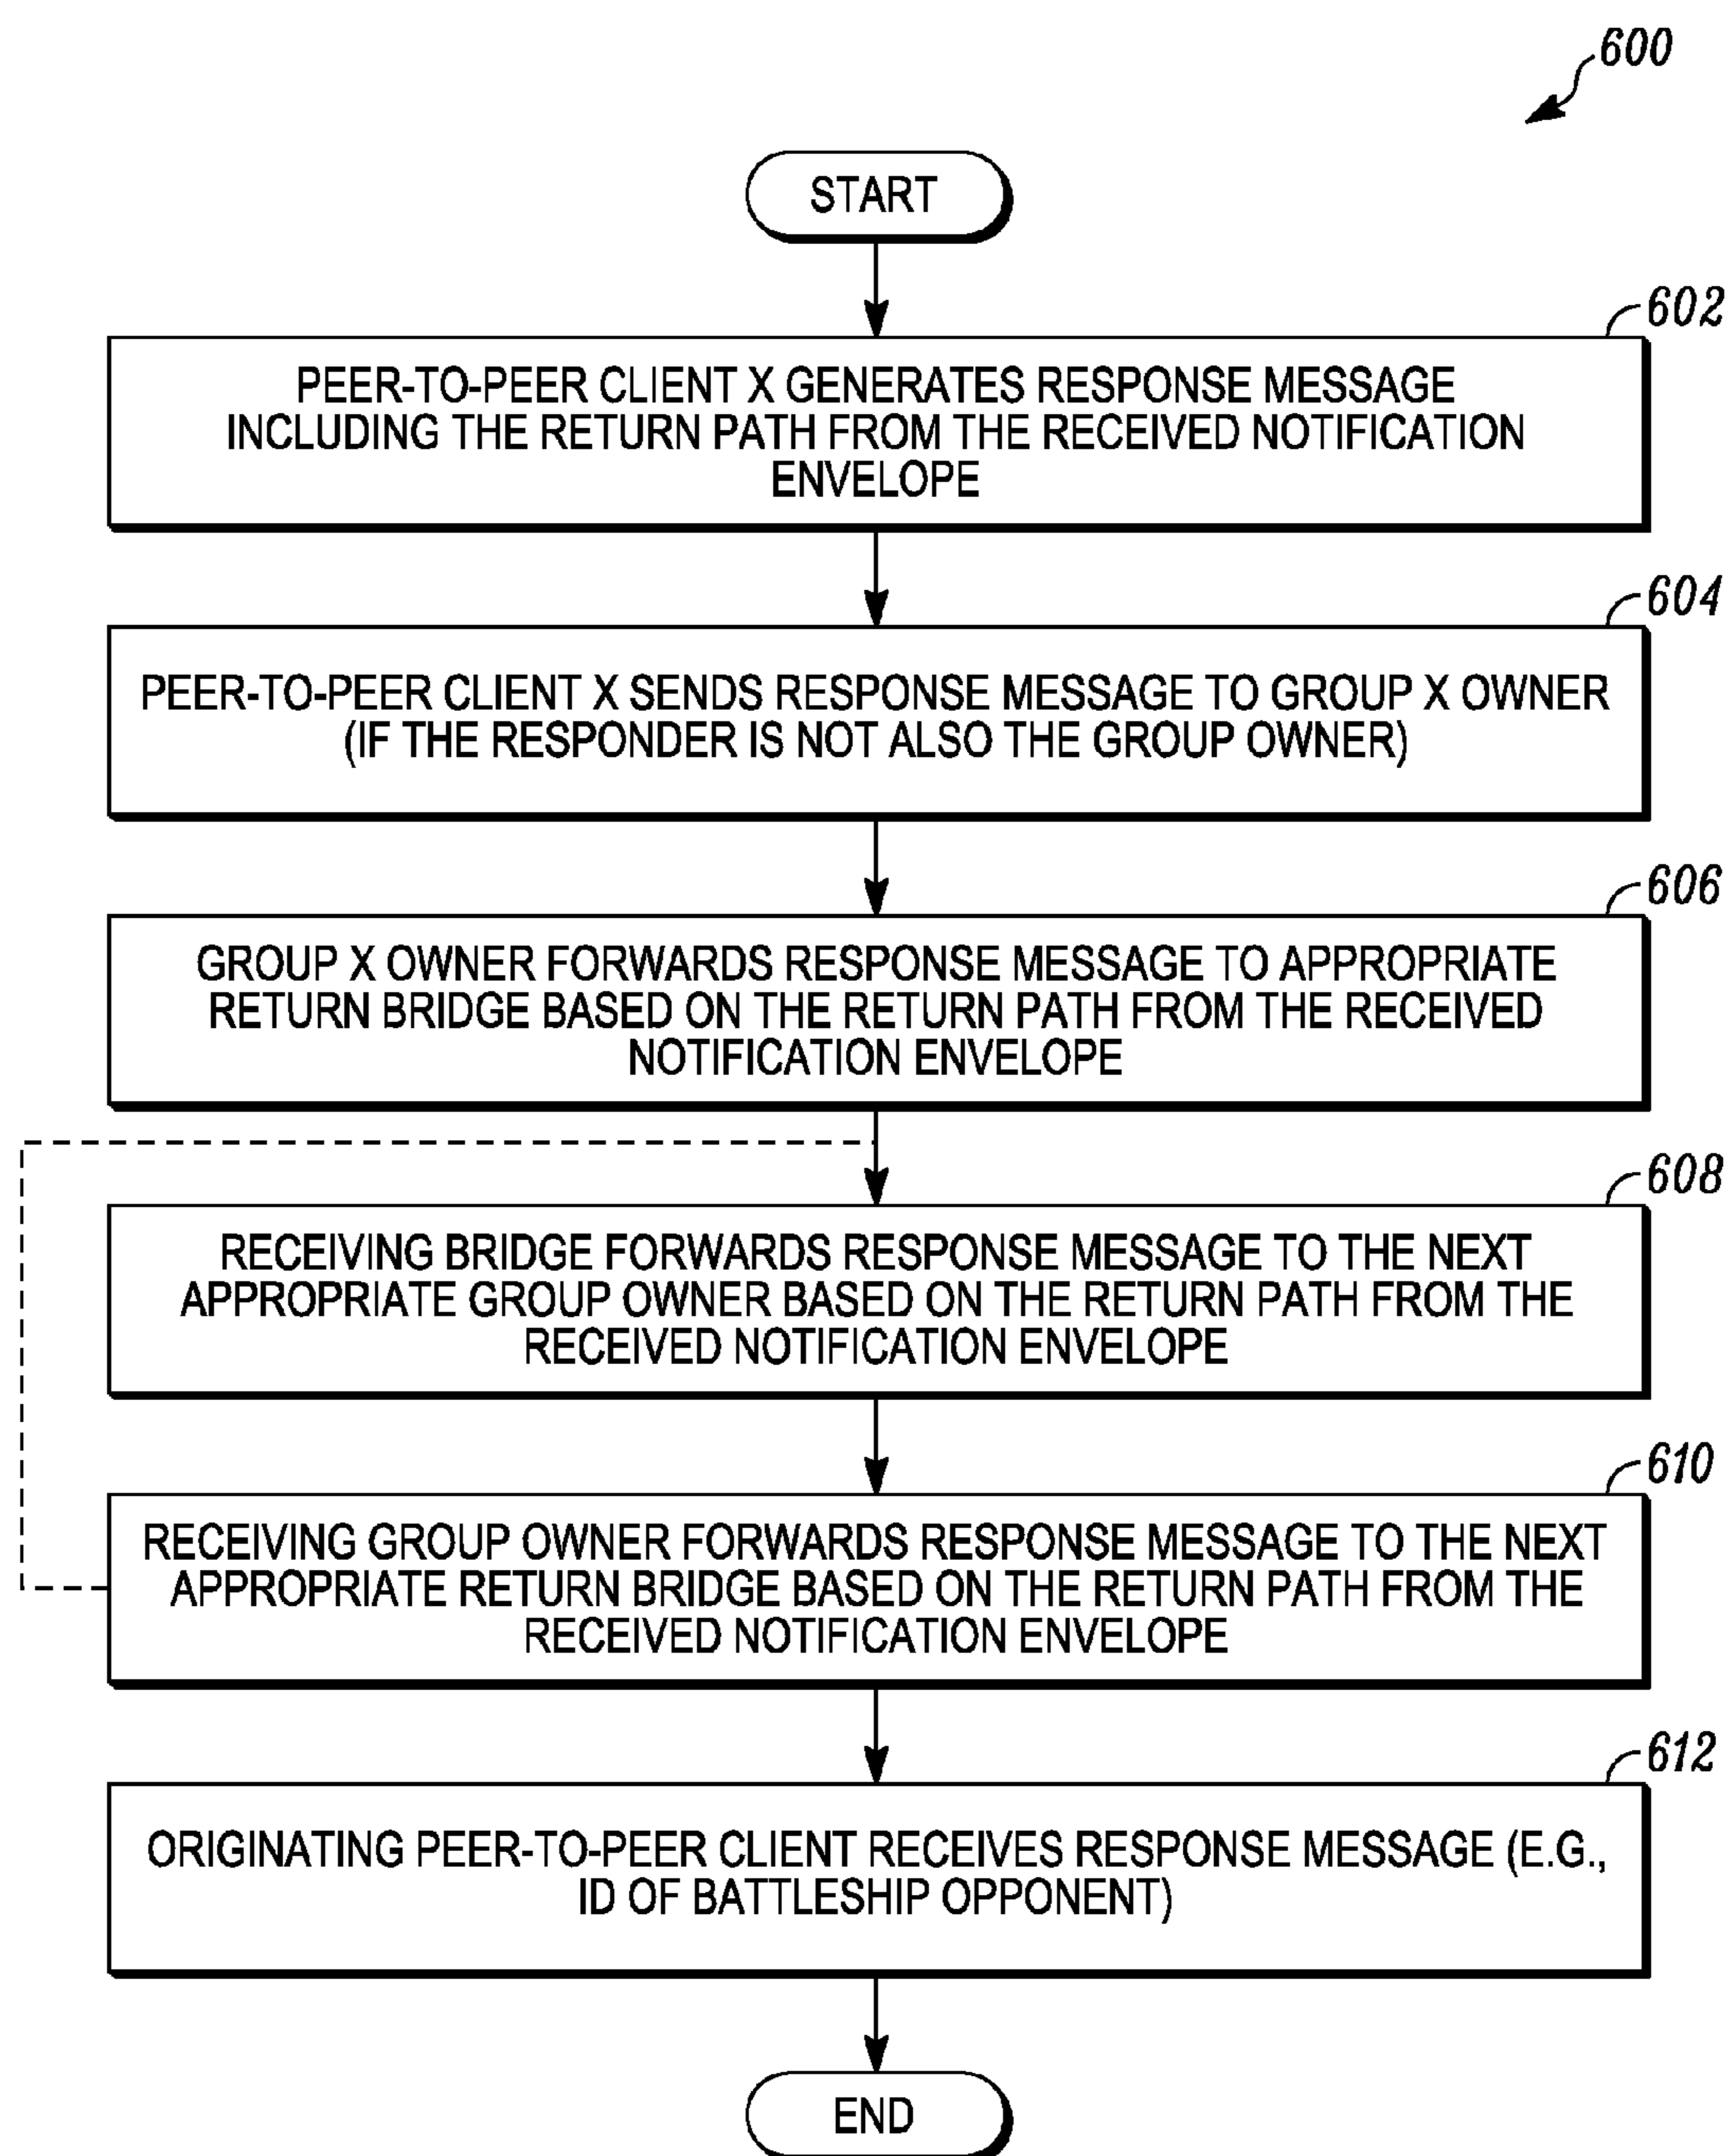 600
START
602
PEER-TO-PEER CLIENT X GENERATES RESPONSE MESSAGE
INCLUDING THE RETURN PATH FROM THE RECEIVED NOTIFICATION
ENVELOPE
604
PEER-TO-PEER CLIENT X SENDS RESPONSE MESSAGE TO GROUP X OWNER
(IF THE RESPONDER IS NOT ALSO THE GROUP OWNER)
606
GROUP X OWNER FORWARDS RESPONSE MESSAGE TO APPROPRIATE
RETURN BRIDGE BASED ON THE RETURN PATH FROM THE RECEIVED
NOTIFICATION ENVELOPE
608
RECEIVING BRIDGE FORWARDS RESPONSE MESSAGE TO THE NEXT
APPROPRIATE GROUP OWNER BASED ON THE RETURN PATH FROM THE
RECEIVED NOTIFICATION ENVELOPE
610
RECEIVING GROUP OWNER FORWARDS RESPONSE MESSAGE TO THE NEXT
APPROPRIATE RETURN BRIDGE BASED ON THE RETURN PATH FROM THE
RECEIVED NOTIFICATION ENVELOPE
612
ORIGINATING PEER-TO-PEER CLIENT RECEIVES RESPONSE MESSAGE (E.G.,
ID OF BATTLESHIP OPPONENT)
END